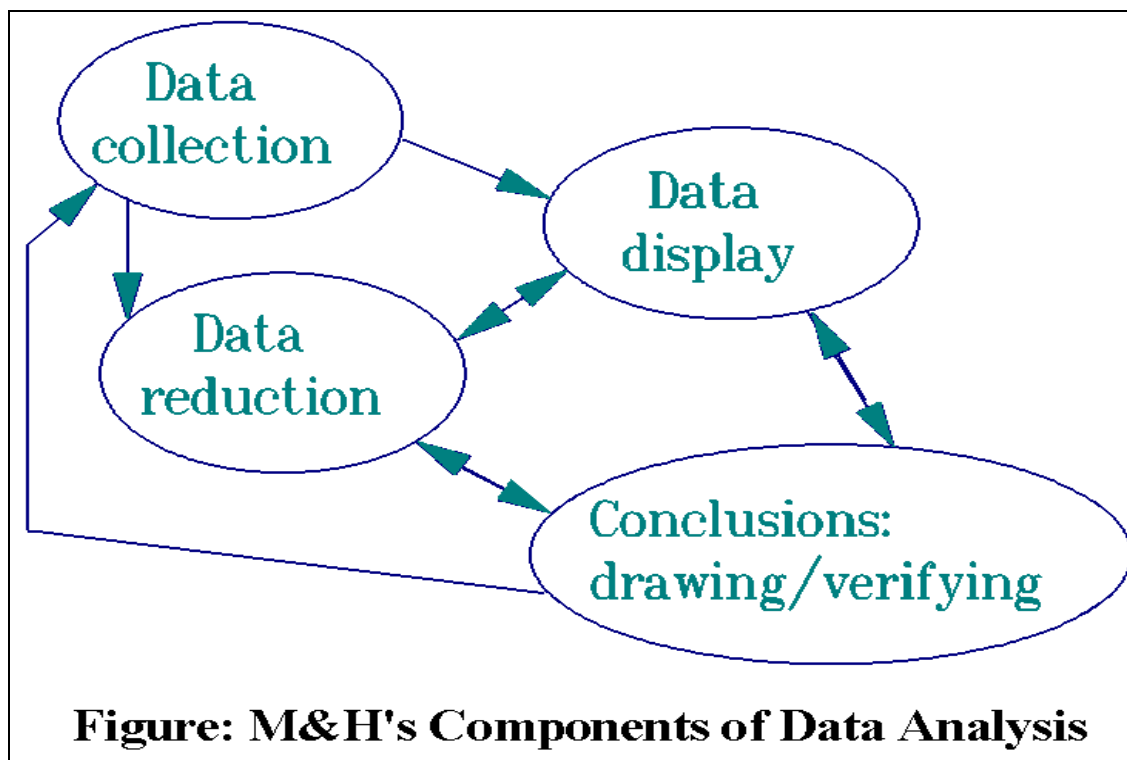 Data
collection
Data
display
Data
reduction
Conclusions:
drawing/verifying
Figure: M&H's Components of Data Analysis